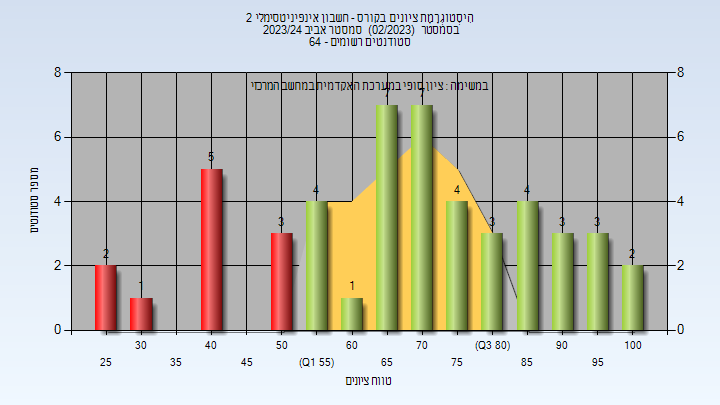 היסטוגרמת ציונים בקורס - חשבון אינפיניטסימלי 2
בסמסטר (02/2023) סמסטר אביב 2023/24
סטודנטים רשומים - 64
במשימה : ציון סופי במערכת האקדמית במחשב המרכזי
8 8
6 6
4 4
2 2
0 0
מספר סטודנטים
2 1 5 3 4 1 7 7 4 3 4 3 3 2
30 40 50 60 70 (Q3 80) 90 100
25 35 45 (Q1 55) 65 75 85 95
טווח ציונים